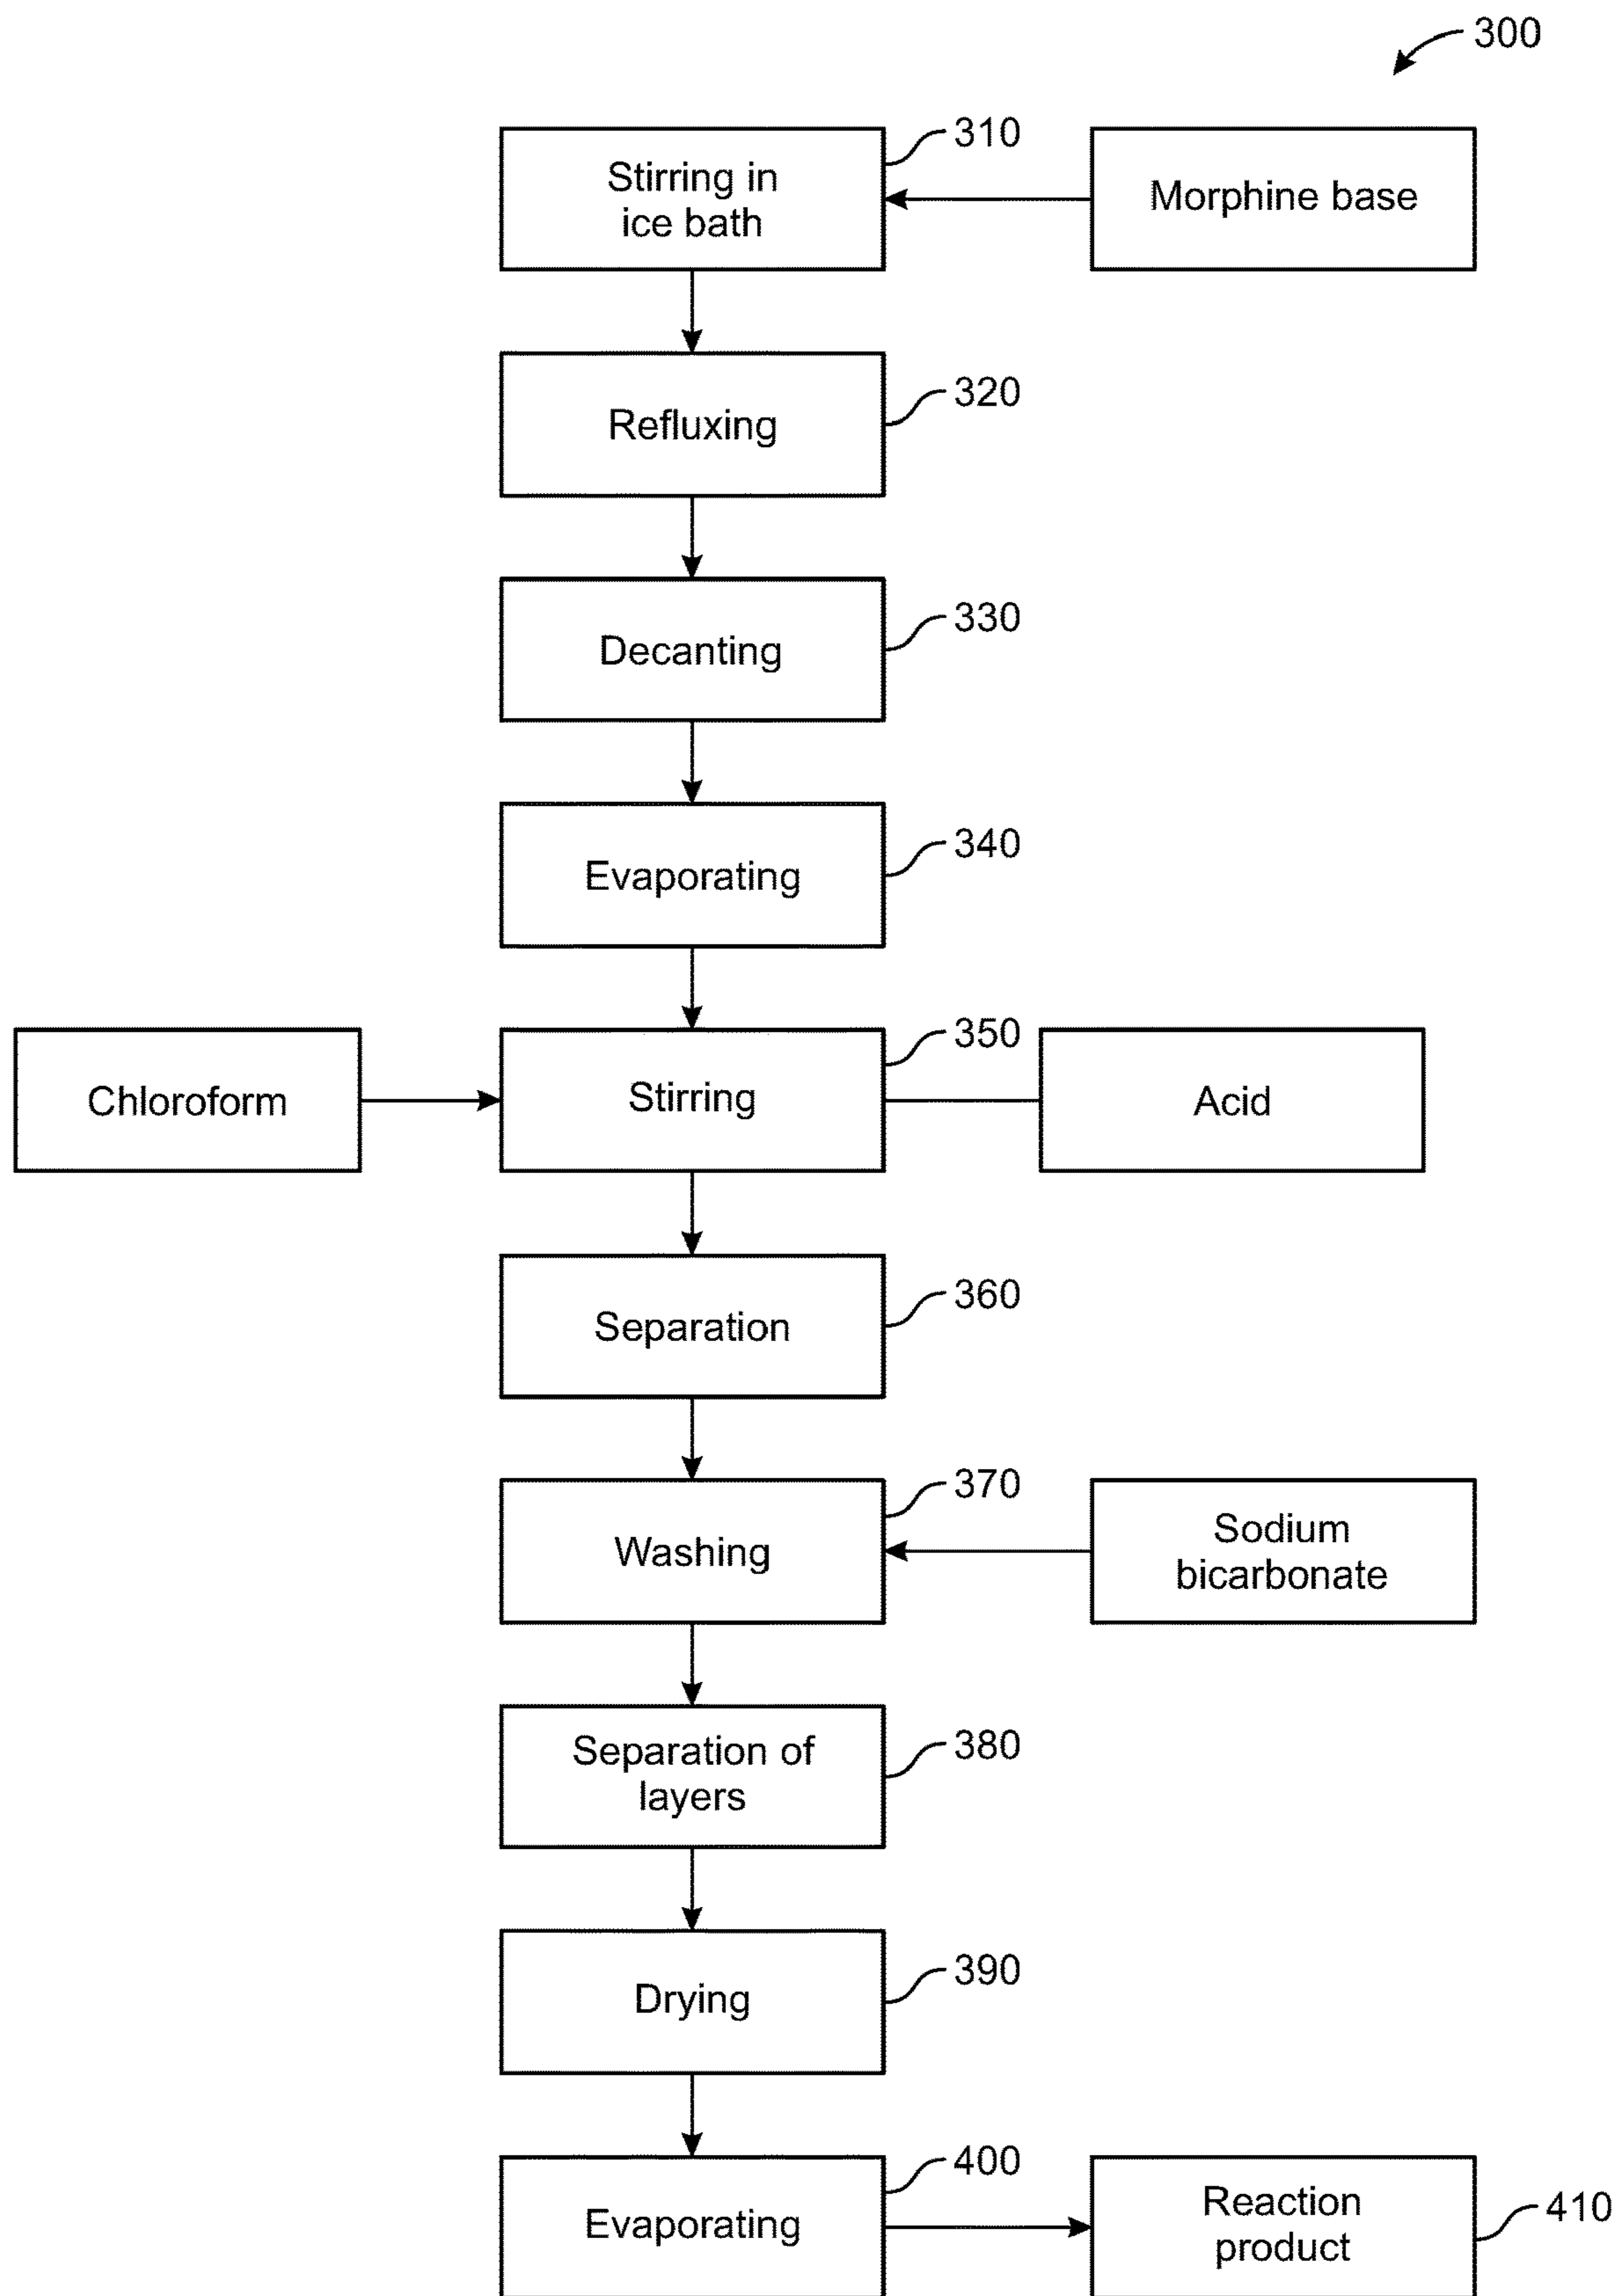 300
310
Stirring in
ice bath
Morphine base
320
Refluxing
330
Decanting
340
Evaporating
350
Chloroform
Stirring
Acid
360
Separation
370
Washing
Sodium
bicarbonate
380
Separation of
layers
390
Drying
400
Evaporating
Reaction
product
410